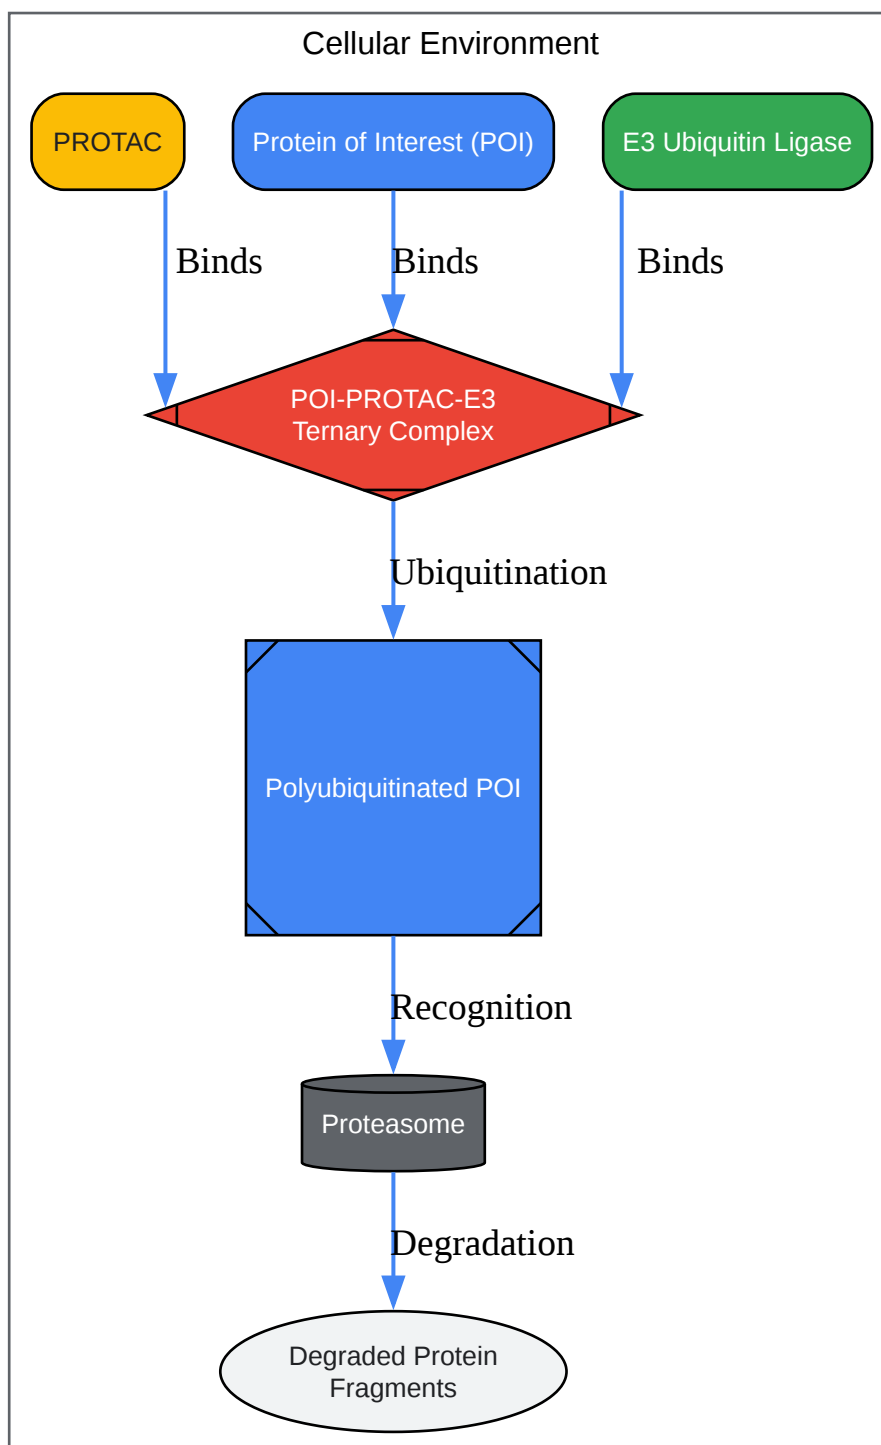 Cellular Environment
PROTAC
Protein of Interest (POI)
E3 Ubiquitin Ligase
Binds
Binds
Binds
POI-PROTAC-E3
Ternary Complex
Ubiquitination
Polyubiquitinated POI
Recognition
Proteasome
Degradation
Degraded Protein
Fragments